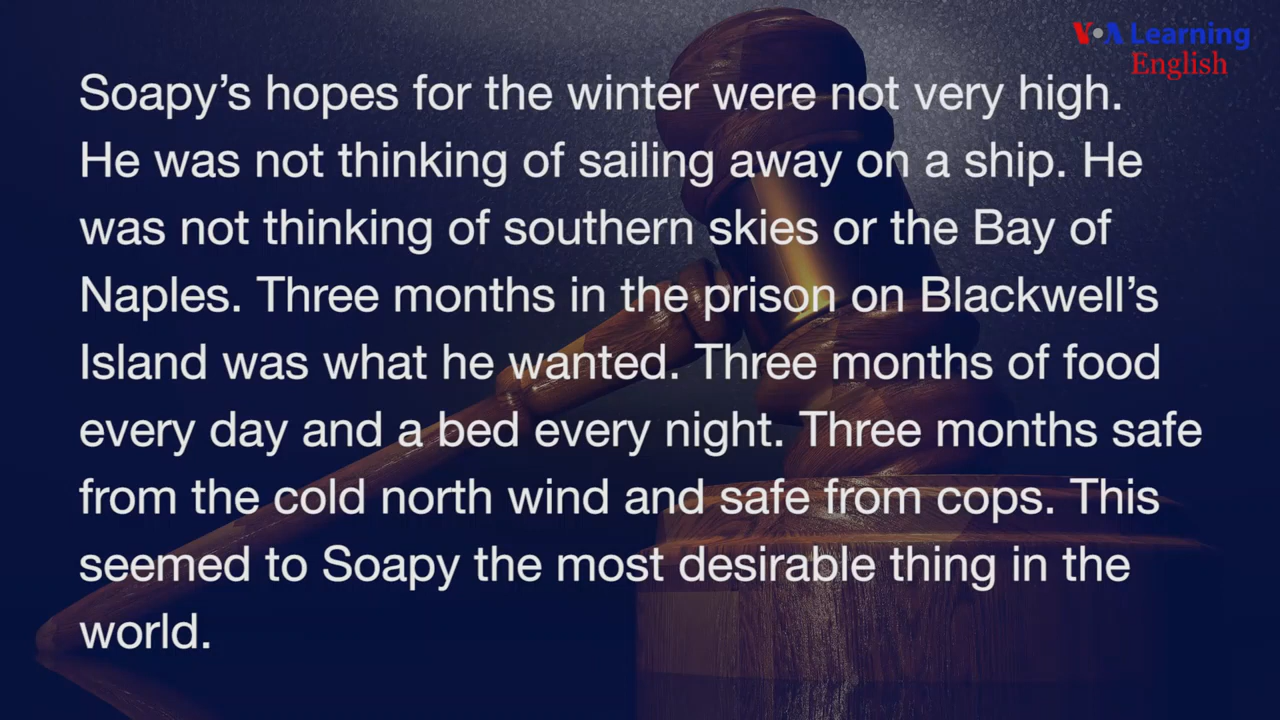 VOA Learning
English
Soapy’s hopes for the winter were not very high.
He was not thinking of sailing away on a ship. He
was not thinking of southern skies or the Bay of
Naples. Three months in the prison on Blackwell’s
Island was what he wanted. Three months of food
every day and a bed every night. Three months safe
from the cold north wind and safe from cops. This
seemed to Soapy the most desirable thing in the
world.